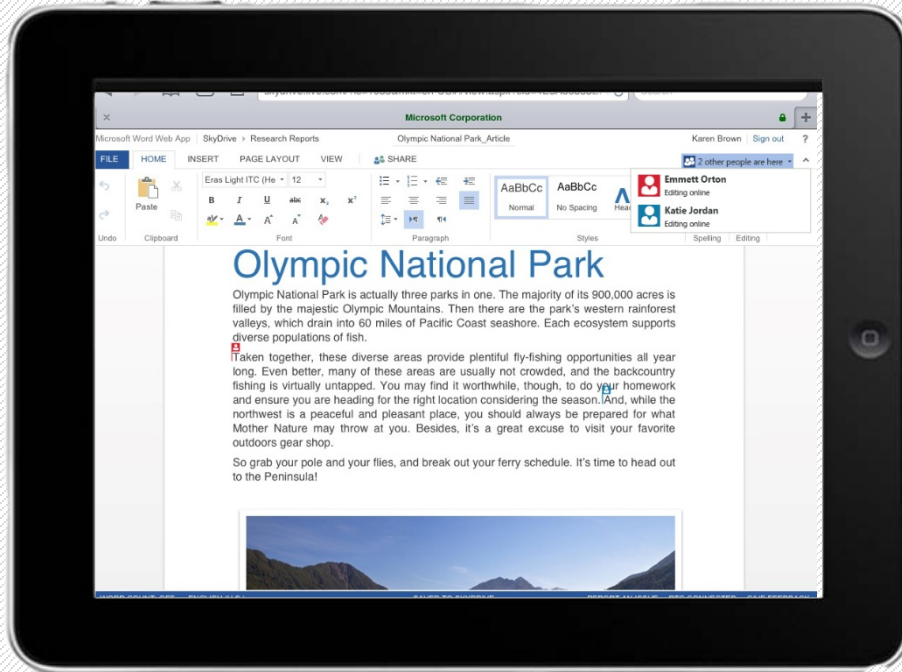 Microsoft Corporation
Microsoft Word Web App SkyDrive > Research Reports Olympic National Park_Article Karen Brown Sign out ?
FILE HOME INSERT PAGE LAYOUT VIEW SHARE 2 other people are here
Eras Light ITC (He 12
Paste
B I U abc x₂ x²
AaBbCc AaBbCc
Normal No Spacing
Emmett Orton
Editing online
Katie Jordan
Editing online
Undo Clipboard Font Paragraph Styles Spelling Editing
Olympic National Park
Olympic National Park is actually three parks in one. The majority of its 900,000 acres is
filled by the majestic Olympic Mountains. Then there are the park's western rainforest
valleys, which drain into 60 miles of Pacific Coast seashore. Each ecosystem supports
diverse populations of fish.
Taken together, these diverse areas provide plentiful fly-fishing opportunities all year
long. Even better, many of these areas are usually not crowded, and the backcountry
fishing is virtually untapped. You may find it worthwhile, though, to do your homework
and ensure you are heading for the right location considering the season. And, while the
northwest is a peaceful and pleasant place, you should always be prepared for what
Mother Nature may throw at you. Besides, it's a great excuse to visit your favorite
outdoors gear shop.
So grab your pole and your flies, and break out your ferry schedule. It's time to head out
to the Peninsula!